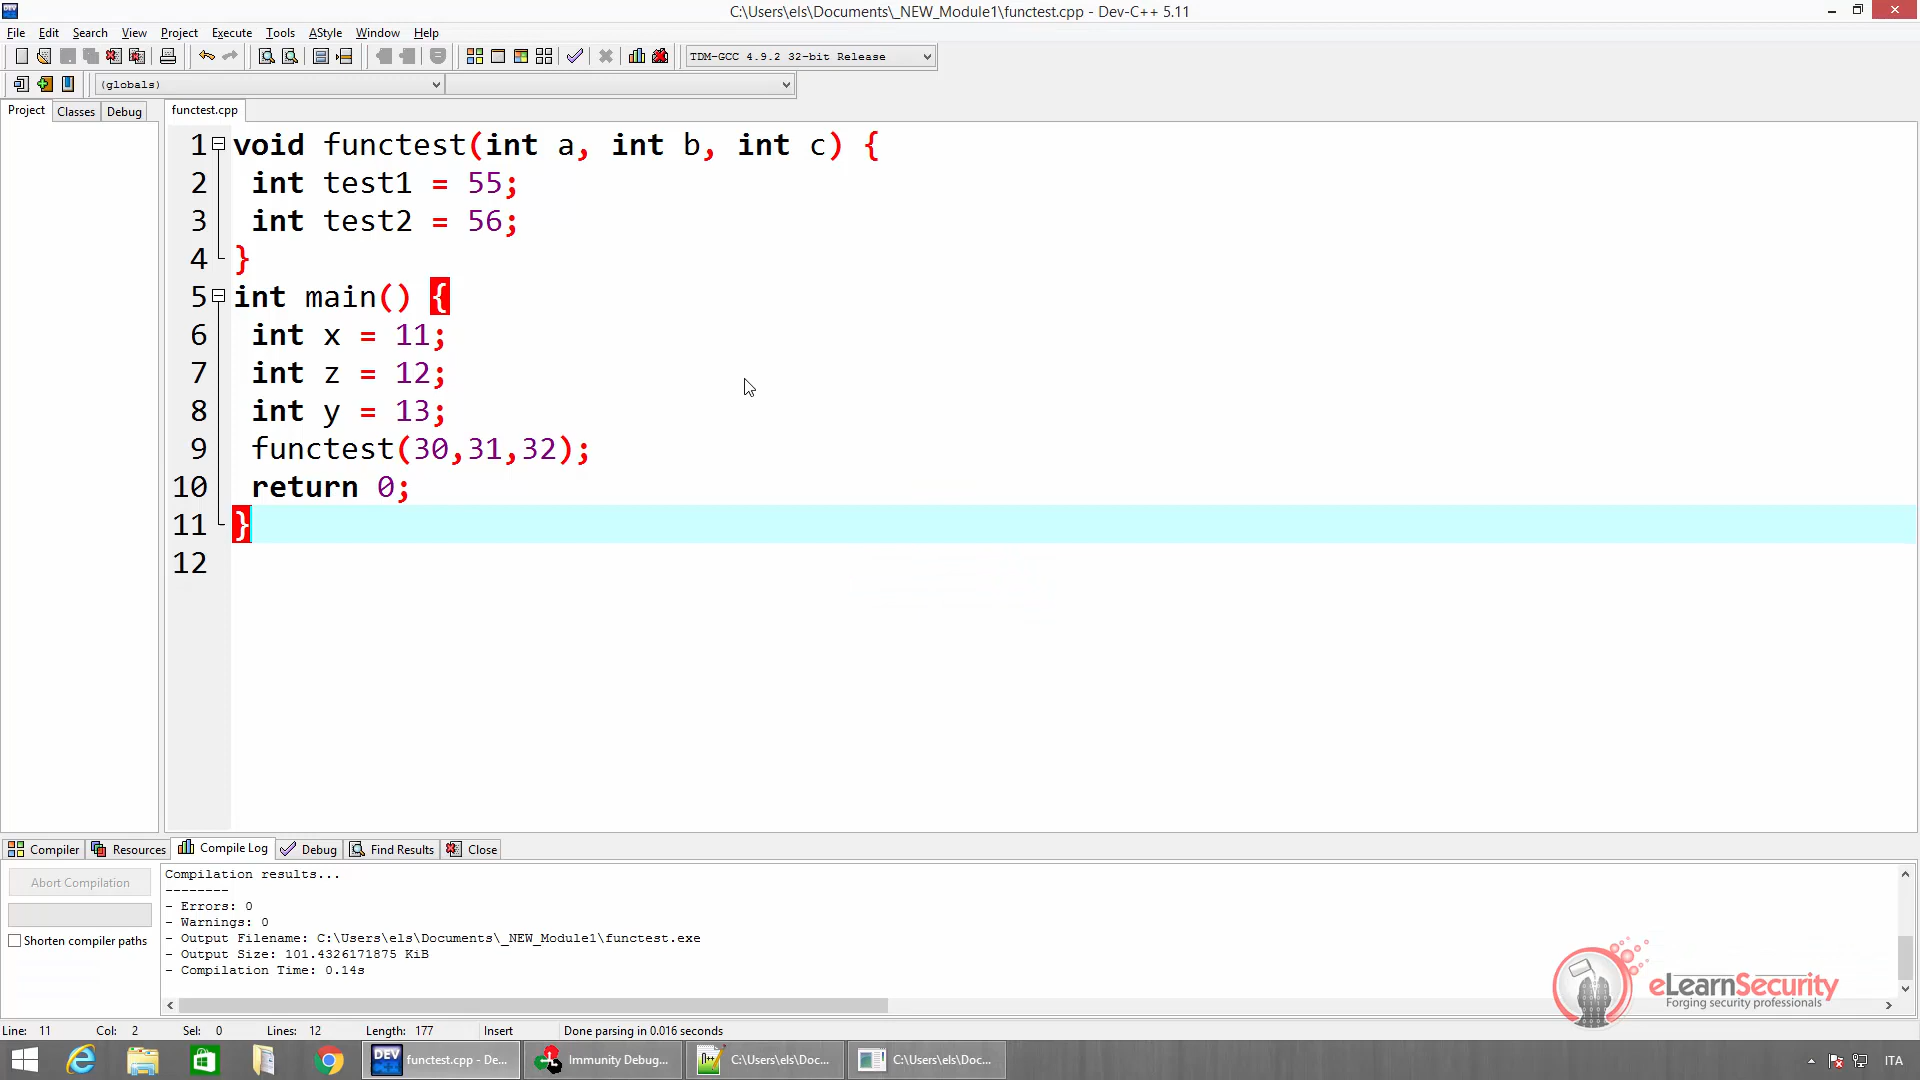 C:\Users\els\Documents\_NEW_Module1\functest.cpp - Dev-C++ 5.11
File Edit Search View Project Execute Tools AStyle Window Help
TDM-GCC 4.9.2 32-bit Release
(globals)
Project Classes Debug functest.cpp
1 void functest(int a, int b, int c) {
2 int test1 = 55;
3 int test2 = 56;
4 }
5 int main() {
6 int x = 11;
7 int z = 12;
8 int y = 13;
9 functest(30,31,32);
10 return 0;
11 }
12
Compiler Resources Compile Log Debug Find Results Close
Abort Compilation
Shorten compiler paths
Compilation results...
--------
- Errors: 0
- Warnings: 0
- Output Filename: C:\Users\els\Documents\_NEW_Module1\functest.exe
- Output Size: 101.4326171875 KiB
- Compilation Time: 0.14s
eLearnSecurity
Forging security professionals
Line: 11 Col: 2 Sel: 0 Lines: 12 Length: 177 Insert Done parsing in 0.016 seconds
DEV functest.cpp - De... Immunity Debug... C:\Users\els\Doc... C:\Users\els\Doc... ITA